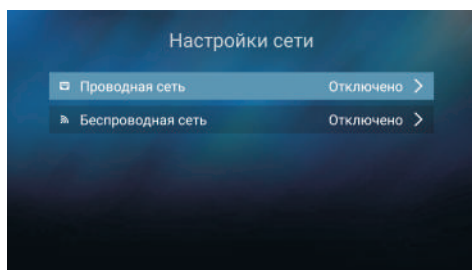 Настройки сети
Проводная сеть Отключено
Беспроводная сеть Отключено